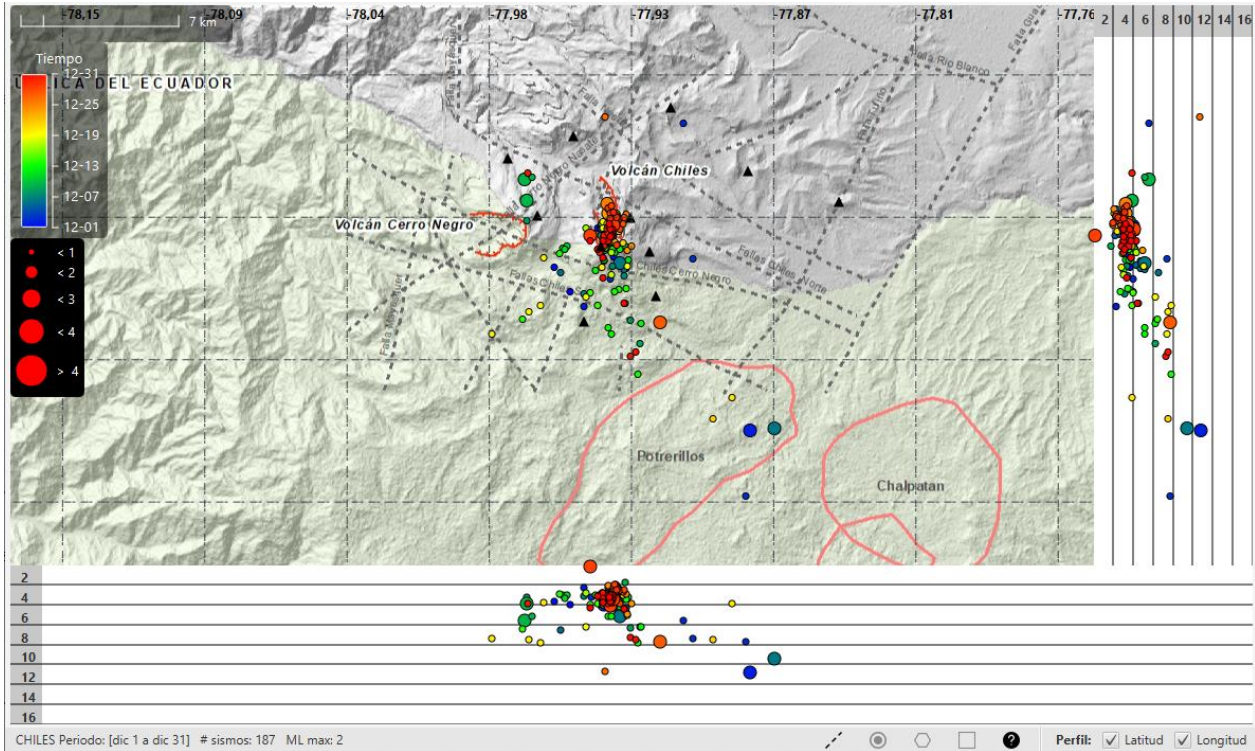 -78,15 -78,09 -78,04 -77,98 -77,93 -77,87 -77,81 -77,76
7 km
Tiempo
12-31
12-25
12-19
12-13
12-07
12-01
DEL ECUADOR
< 1
< 2
< 3
< 4
> 4
Falla Rio Blanco
Volcán Chiles
Volcán Cerro Negro
Chiles Cerro Negro
Fallas Chiles Norte
Fallas Chiles
Potrerillos
Chalpatan
2 4 6 8 10 12 14 16
2
4
6
8
10
12
14
16
CHILES Periodo: [dic 1 a dic 31] # sismos: 187 ML max: 2
?
Perfil: Latitud Longitud